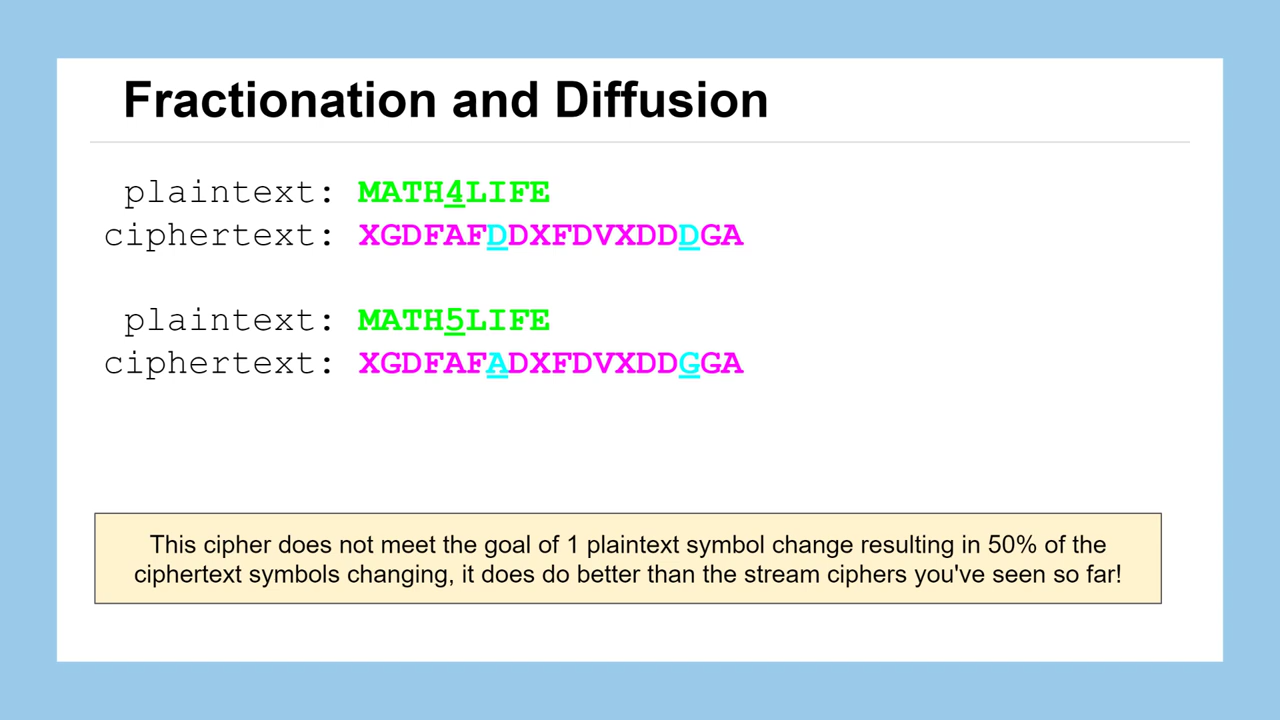 Fractionation and Diffusion
plaintext: MATH4LIFE
ciphertext: XGDFAFDDXFDVXDDDGA
plaintext: MATH5LIFE
ciphertext: XGDFAFADXFDVXDDGGA
This cipher does not meet the goal of 1 plaintext symbol change resulting in 50% of the
ciphertext symbols changing, it does do better than the stream ciphers you've seen so far!